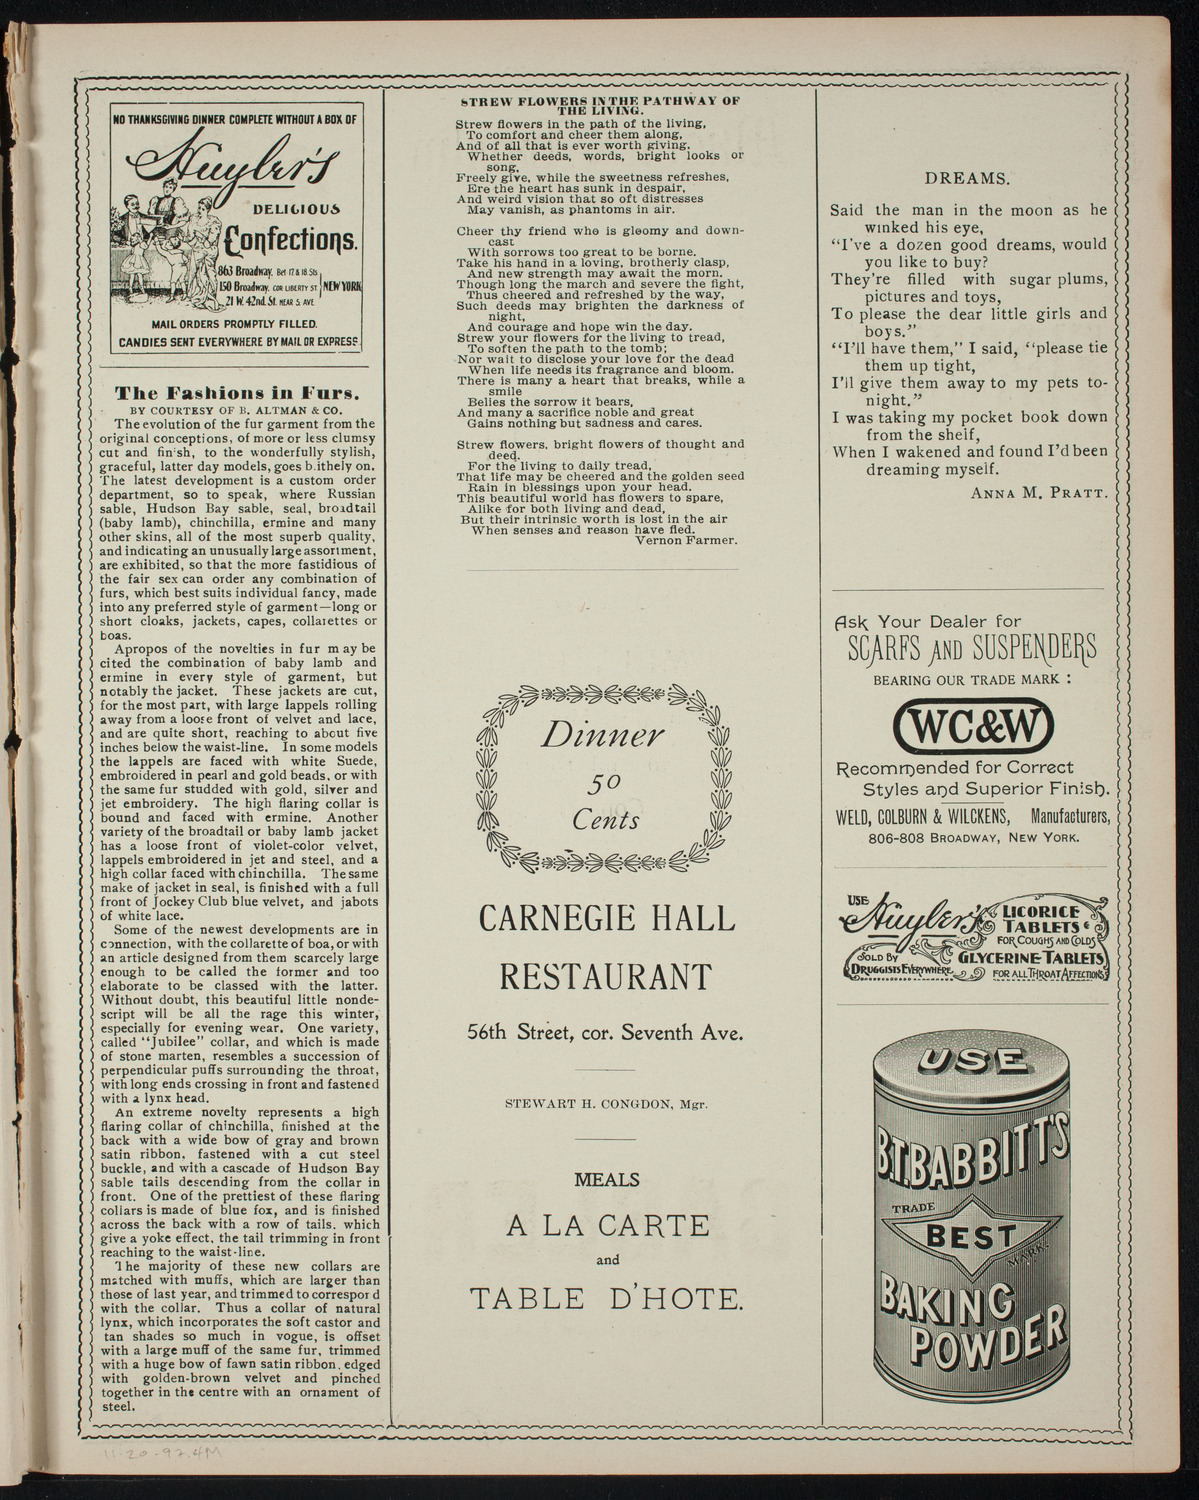 NO THANKSGIVING DINNER COMPLETE WITHOUT A BOX OF
Huyler's
DELICIOUS
Confections.
863 Broadway, Bet 17 & 18 Sts.
150 Broadway, COR LIBERTY ST. NEW YORK
21 W. 42nd. St. NEAR 5 AVE
MAIL ORDERS PROMPTLY FILLED.
CANDIES SENT EVERYWHERE BY MAIL OR EXPRESS.
The Fashions in Furs.
BY COURTESY OF B. ALTMAN & CO.
The evolution of the fur garment from the
original conceptions, of more or less clumsy
cut and finish, to the wonderfully stylish,
graceful, latter day models, goes blithely on.
The latest development is a custom order
department, so to speak, where Russian
sable, Hudson Bay sable, seal, broadtail
(baby lamb), chinchilla, ermine and many
other skins, all of the most superb quality,
and indicating an unusually large assortment,
are exhibited, so that the more fastidious of
the fair sex can order any combination of
furs, which best suits individual fancy, made
into any preferred style of garment—long or
short cloaks, jackets, capes, collarettes or
boas.
Apropos of the novelties in fur may be
cited the combination of baby lamb and
ermine in every style of garment, but
notably the jacket. These jackets are cut,
for the most part, with large lappels rolling
away from a loose front of velvet and lace,
and are quite short, reaching to about five
inches below the waist-line. In some models
the lappels are faced with white Suede,
embroidered in pearl and gold beads, or with
the same fur studded with gold, silver and
jet embroidery. The high flaring collar is
bound and faced with ermine. Another
variety of the broadtail or baby lamb jacket
has a loose front of violet-color velvet,
lappels embroidered in jet and steel, and a
high collar faced with chinchilla. The same
make of jacket in seal, is finished with a full
front of Jockey Club blue velvet, and jabots
of white lace.
Some of the newest developments are in
connection, with the collarette of boa, or with
an article designed from them scarcely large
enough to be called the former and too
elaborate to be classed with the latter.
Without doubt, this beautiful little nonde-
script will be all the rage this winter,
especially for evening wear. One variety,
called "Jubilee" collar, and which is made
of stone marten, resembles a succession of
perpendicular puffs surrounding the throat,
with long ends crossing in front and fastened
with a lynx head.
An extreme novelty represents a high
flaring collar of chinchilla, finished at the
back with a wide bow of gray and brown
satin ribbon, fastened with a cut steel
buckle, and with a cascade of Hudson Bay
sable tails descending from the collar in
front. One of the prettiest of these flaring
collars is made of blue fox, and is finished
across the back with a row of tails, which
give a yoke effect, the tail trimming in front
reaching to the waist-line.
The majority of these new collars are
matched with muffs, which are larger than
those of last year, and trimmed to correspond
with the collar. Thus a collar of natural
lynx, which incorporates the soft castor and
tan shades so much in vogue, is offset
with a large muff of the same fur, trimmed
with a huge bow of fawn satin ribbon, edged
with golden-brown velvet and pinched
together in the centre with an ornament of
steel.
STREW FLOWERS IN THE PATHWAY OF
THE LIVING.
Strew flowers in the path of the living,
To comfort and cheer them along,
And of all that is ever worth giving.
Whether deeds, words, bright looks or
song,
Freely give, while the sweetness refreshes,
Ere the heart has sunk in despair,
And weird vision that so oft distresses
May vanish, as phantoms in air.
Cheer thy friend who is gloomy and down-
cast
With sorrows too great to be borne.
Take his hand in a loving, brotherly clasp,
And new strength may await the morn.
Though long the march and severe the fight,
Thus cheered and refreshed by the way,
Such deeds may brighten the darkness of
night,
And courage and hope win the day.
Strew your flowers for the living to tread,
To soften the path to the tomb;
Nor wait to disclose your love for the dead
When life needs its fragrance and bloom.
There is many a heart that breaks, while a
smile
Belies the sorrow it bears,
And many a sacrifice noble and great
Gains nothing but sadness and cares.
Strew flowers, bright flowers of thought and
deed.
For the living to daily tread,
That life may be cheered and the golden seed
Rain in blessings upon your head.
This beautiful world has flowers to spare,
Alike for both living and dead,
But their intrinsic worth is lost in the air
When senses and reason have fled.
Vernon Farmer.
Dinner
50
Cents
CARNEGIE HALL
RESTAURANT
56th Street, cor. Seventh Ave.
STEWART H. CONGDON, Mgr.
MEALS
A LA CARTE
and
TABLE D'HOTE.
DREAMS.
Said the man in the moon as he
winked his eye,
"I've a dozen good dreams, would
you like to buy?
They're filled with sugar plums,
pictures and toys,
To please the dear little girls and
boys."
"I'll have them," I said, "please tie
them up tight,
I'll give them away to my pets to-
night."
I was taking my pocket book down
from the shelf,
When I wakened and found I'd been
dreaming myself.
ANNA M. PRATT.
Ask Your Dealer for
SCARFS AND SUSPENDERS
BEARING OUR TRADE MARK:
WC&W
Recommended for Correct
Styles and Superior Finish.
WELD, COLBURN & WILCKENS, Manufacturers,
806-808 BROADWAY, NEW YORK.
USE
Huyler's LICORICE
TABLETS
FOR COUGHS AND COLDS
SOLD BY
DRUGGISTS EVERYWHERE
GLYCERINE TABLETS
FOR ALL THROAT AFFECTIONS
USE
B.T. BABBITT'S
TRADE
BEST
MARK
BAKING
POWDER
11-20-97.4M